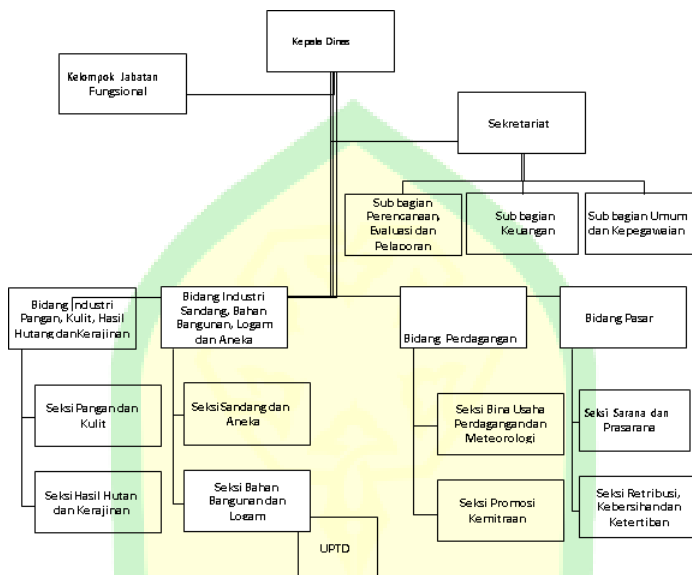 Kepala Dinas
Kelompok Jabatan
Fungsional
Sekretariat
Sub bagian
Perencanaan,
Evaluasi dan
Pelaporan
Sub bagian
Keuangan
Sub bagian Umum
dan Kepegawaian
Bidang Industri
Pangan, Kulit, Hasil
Hutang dan Kerajinan
Bidang Industri
Sandang, Bahan
Bangunan, Logam
dan Aneka
Bidang Perdagangan
Bidang Pasar
Seksi Pangan dan
Kulit
Seksi Sandang dan
Aneka
Seksi Bina Usaha
Perdagangan dan
Meteorologi
Seksi Sarana dan
Prasarana
Seksi Hasil Hutan
dan Kerajinan
Seksi Bahan
Bangunan dan
Logam
Seksi Promosi
Kemitraan
Seksi Retribusi,
Kebersihan dan
Ketertiban
UPTD